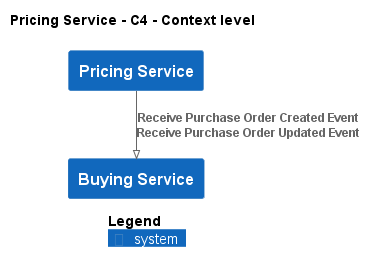 Pricing Service - C4 - Context level
Pricing Service
Receive Purchase Order Created Event
Receive Purchase Order Updated Event
Buying Service
Legend
system